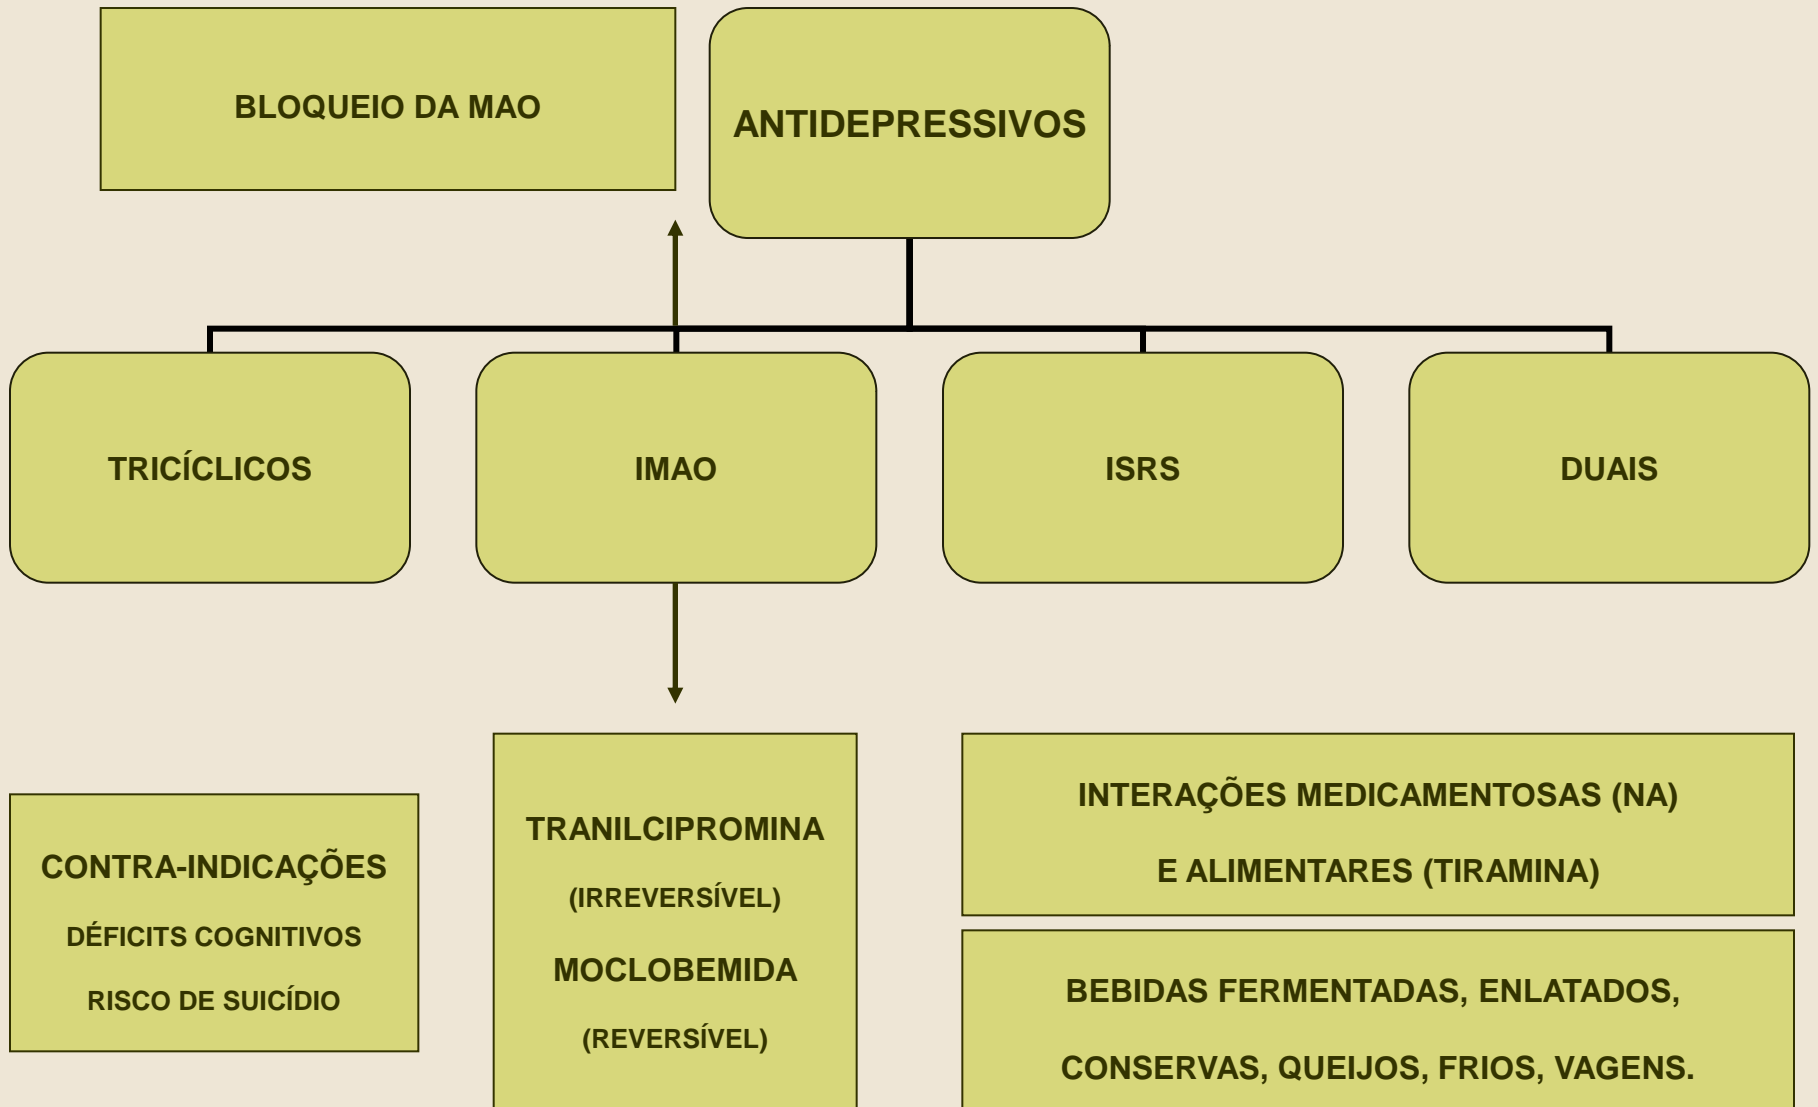 BLOQUEIO DA MAO
ANTIDEPRESSIVOS
TRICÍCLICOS
IMAO
ISRS
DUAIS
CONTRA-INDICAÇÕES
DÉFICITS COGNITIVOS
RISCO DE SUICÍDIO
TRANILCIPROMINA
(IRREVERSÍVEL)
MOCLOBEMIDA
(REVERSÍVEL)
INTERAÇÕES MEDICAMENTOSAS (NA)
E ALIMENTARES (TIRAMINA)
BEBIDAS FERMENTADAS, ENLATADOS,
CONSERVAS, QUEIJOS, FRIOS, VAGENS.